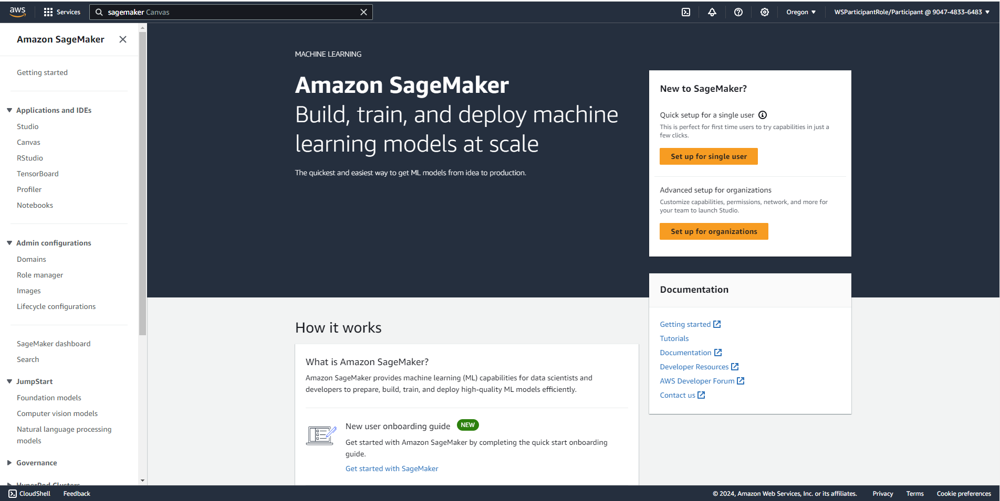 aws
Services
sagemaker Canvas
Oregon
WSParticipantRole/Participant @ 9047-4833-6483
Amazon SageMaker
Getting started
Applications and IDEs
Studio
Canvas
RStudio
TensorBoard
Profiler
Notebooks
Admin configurations
Domains
Role manager
Images
Lifecycle configurations
SageMaker dashboard
Search
JumpStart
Foundation models
Computer vision models
Natural language processing
models
Governance
HyperPod Clusters
MACHINE LEARNING
Amazon SageMaker
Build, train, and deploy machine
learning models at scale
The quickest and easiest way to get ML models from idea to production.
New to SageMaker?
Quick setup for a single user
This is perfect for first time users to try capabilities in just a
few clicks.
Set up for single user
Advanced setup for organizations
Customize capabilities, permissions, network, and more for
your team to launch Studio.
Set up for organizations
Documentation
Getting started
Tutorials
Documentation
Developer Resources
AWS Developer Forum
Contact us
How it works
What is Amazon SageMaker?
Amazon SageMaker provides machine learning (ML) capabilities for data scientists and
developers to prepare, build, train, and deploy high-quality ML models efficiently.
New user onboarding guide NEW
Get started with Amazon SageMaker by completing the quick start onboarding
guide.
Get started with SageMaker
CloudShell
Feedback
© 2024, Amazon Web Services, Inc. or its affiliates.
Privacy
Terms
Cookie preferences